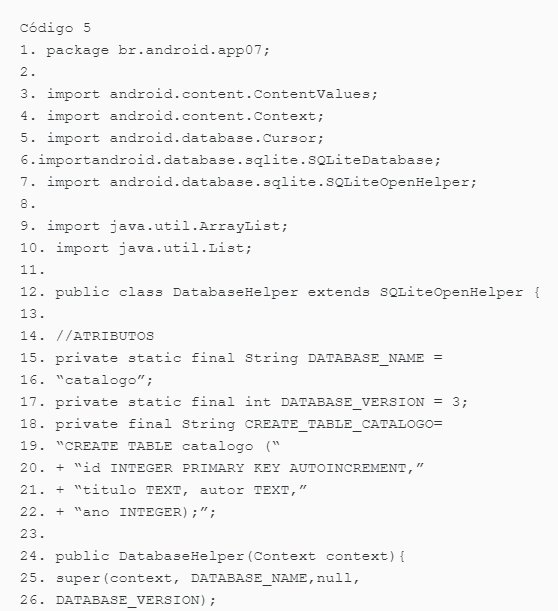 Código 5
1. package br.android.app07;
2.
3. import android.content.ContentValues;
4. import android.content.Context;
5. import android.database.Cursor;
6.importandroid.database.sqlite.SQLiteDatabase;
7. import android.database.sqlite.SQLiteOpenHelper;
8.
9. import java.util.ArrayList;
10. import java.util.List;
11.
12. public class DatabaseHelper extends SQLiteOpenHelper {
13.
14. //ATRIBUTOS
15. private static final String DATABASE_NAME =
16. “catalogo”;
17. private static final int DATABASE_VERSION = 3;
18. private final String CREATE_TABLE_CATALOGO=
19. “CREATE TABLE catalogo (“
20. + “id INTEGER PRIMARY KEY AUTOINCREMENT,”
21. + “titulo TEXT, autor TEXT,”
22. + “ano INTEGER);”;
23.
24. public DatabaseHelper(Context context){
25. super(context, DATABASE_NAME,null,
26. DATABASE_VERSION);